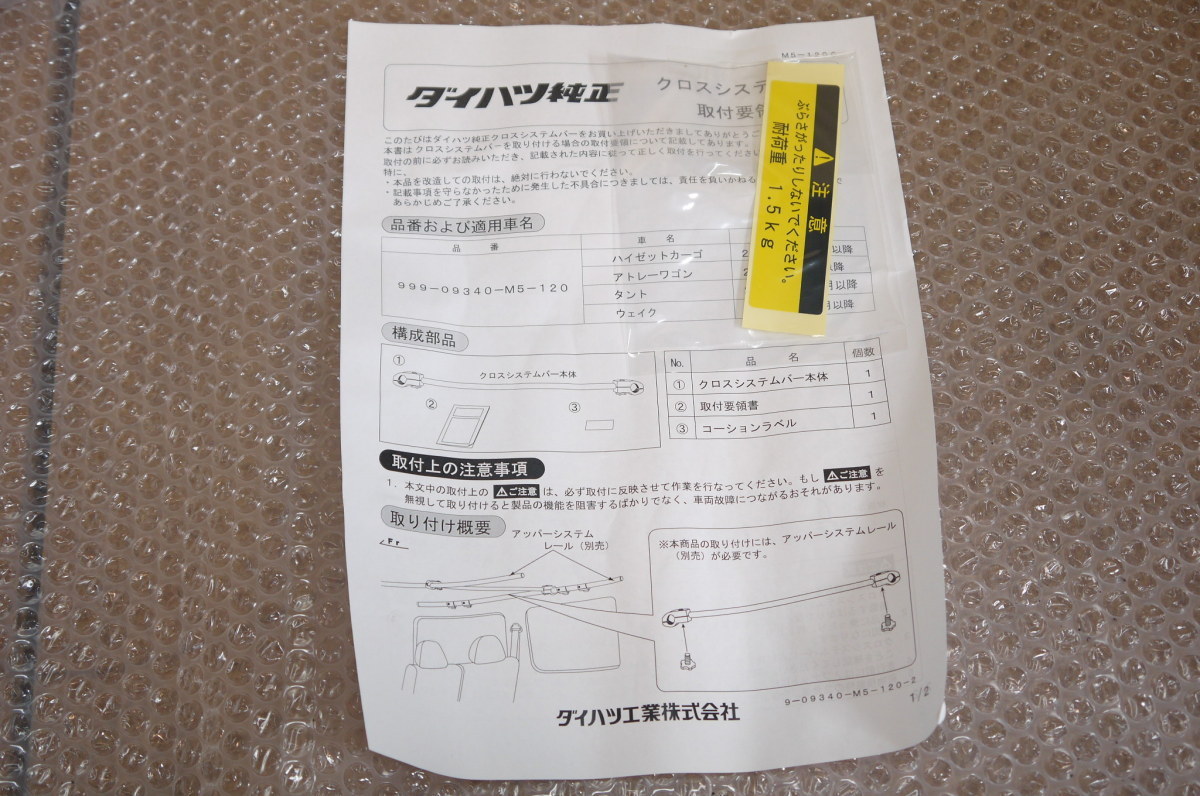 M5-120
ダイハツ純正
クロスシステ
取付要
このたびはダイハツ純正クロスシステムバーをお買い上げいただきましてありがとうご
本書はクロスシステムバーを取り付ける場合の取付要領について記載してあります。
取付の前に必ずお読みいただき、記載された内容に従って正しく取付を行ってください
特に、
・本品を改造しての取付は、絶対に行わないでください。
・記載事項を守らなかったために発生した不具合につきましては、責任を負いかね
あらかじめご了承ください。
⚠注意
ぶらさがったりしないでください。
耐荷重 1.5kg
品番および適用車名
品番 車名
999-09340-M5-120
ハイゼットカーゴ 2 以降
アトレーワゴン 2 以降
タント 月以降
ウェイク 以降
構成部品
① クロスシステムバー本体
② ③
No. 品名 個数
① クロスシステムバー本体 1
② 取付要領書 1
③ コーションラベル 1
取付上の注意事項
1.本文中の取付上の ⚠ご注意 は、必ず取付に反映させて作業を行なってください。もし ⚠ご注意 を
無視して取り付けると製品の機能を阻害するばかりでなく、車両故障につながるおそれがあります。
取り付け概要
Fr
アッパーシステム
レール(別売)
※本商品の取り付けには、アッパーシステムレール
(別売)が必要です。
9-09340-M5-120-2
1/2
ダイハツ工業株式会社